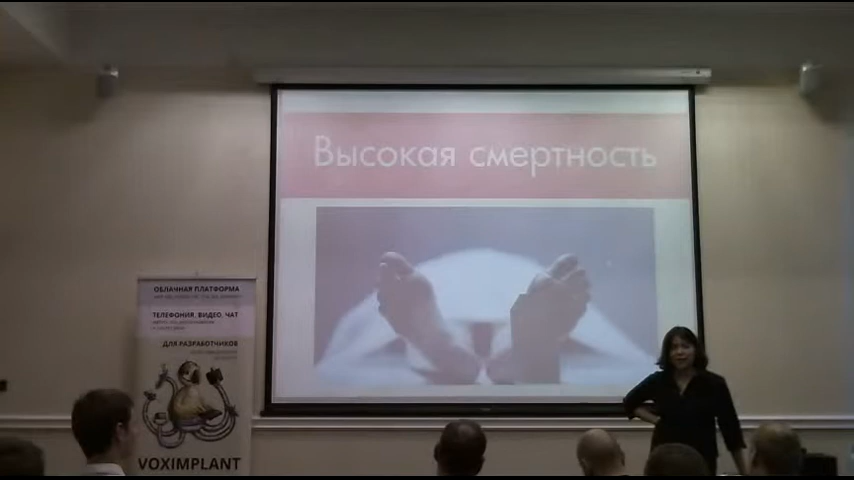 Высокая смертность
ОБЛАЧНАЯ ПЛАТФОРМА
ТЕЛЕФОНИЯ, ВИДЕО, ЧАТ
ДЛЯ РАЗРАБОТЧИКОВ
VOXIMPLANT